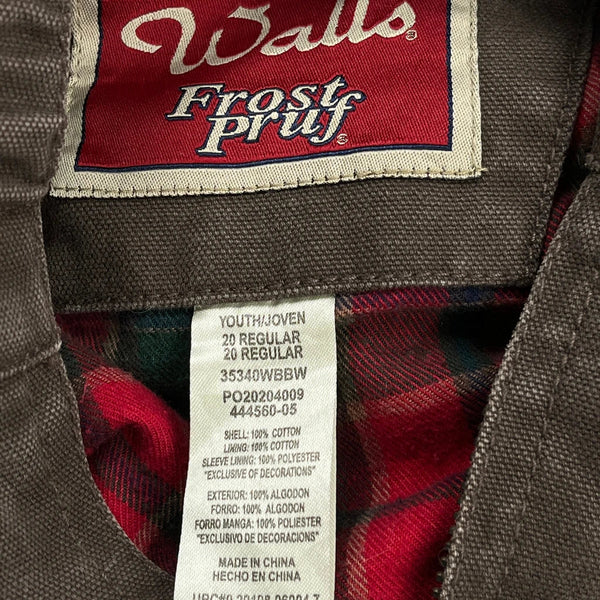 Walls®
Frost
Pruf®
YOUTH/JOVEN
20 REGULAR
20 REGULAR
35340WBBW
PO20204009
444560-05
SHELL: 100% COTTON
LINING: 100% COTTON
SLEEVE LINING: 100% POLYESTER
"EXCLUSIVE OF DECORATIONS"
EXTERIOR: 100% ALGODON
FORRO: 100% ALGODON
FORRO MANGA: 100% POLIESTER
"EXCLUSIVO DE DECORACIONS"
MADE IN CHINA
HECHO EN CHINA